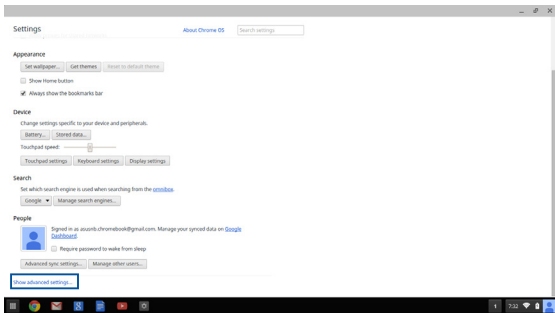 Settings
About Chrome OS
Search settings
Appearance
Set wallpaper... Get themes Reset to default theme
Show Home button
Always show the bookmarks bar
Device
Change settings specific to your device and peripherals.
Battery... Stored data...
Touchpad speed:
Touchpad settings Keyboard settings Display settings
Search
Set which search engine is used when searching from the omnibox.
Google Manage search engines...
People
Signed in as asusnb.chromebook@gmail.com. Manage your synced data on Google
Dashboard.
Require password to wake from sleep
Advanced sync settings... Manage other users...
Show advanced settings...
1 7:32